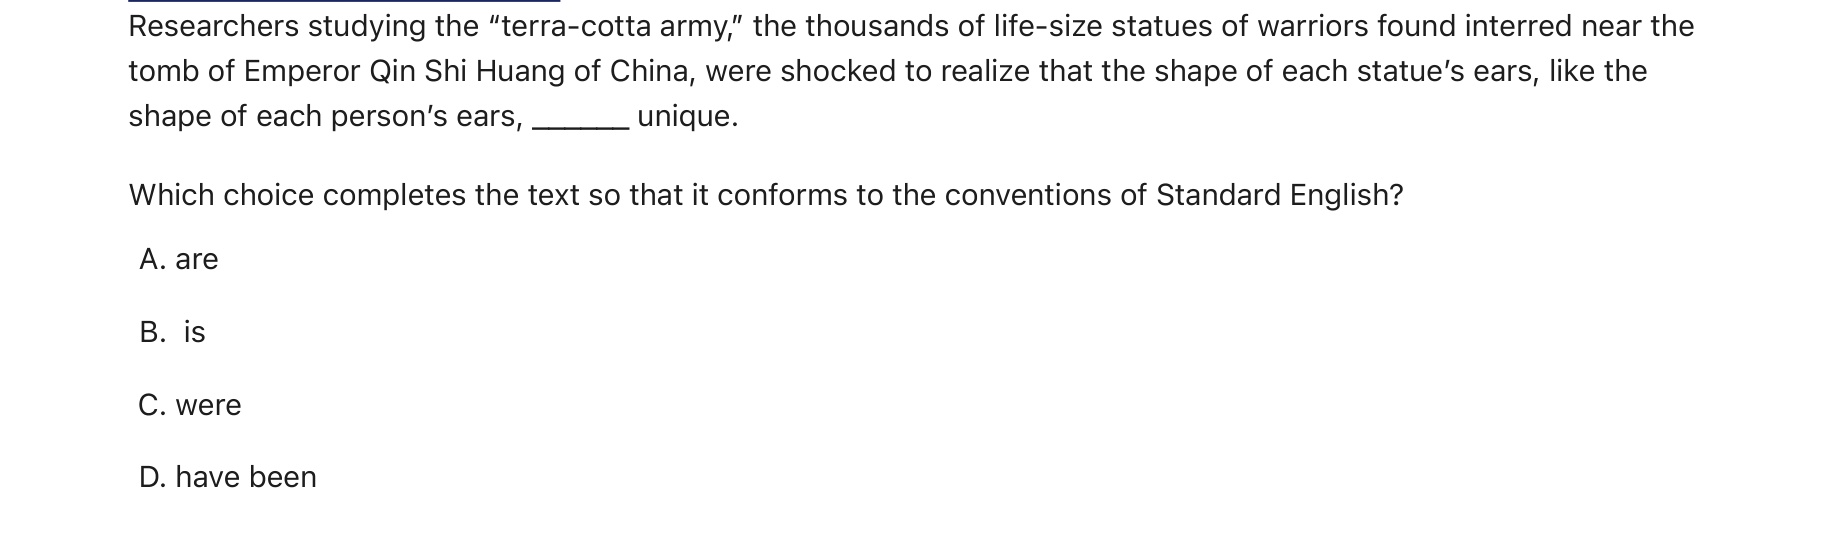 Researchers studying the “terra-cotta army,” the thousands of life-size statues of warriors found interred near the
tomb of Emperor Qin Shi Huang of China, were shocked to realize that the shape of each statue’s ears, like the
shape of each person’s ears, ______ unique.
Which choice completes the text so that it conforms to the conventions of Standard English?
A. are
B. is
C. were
D. have been